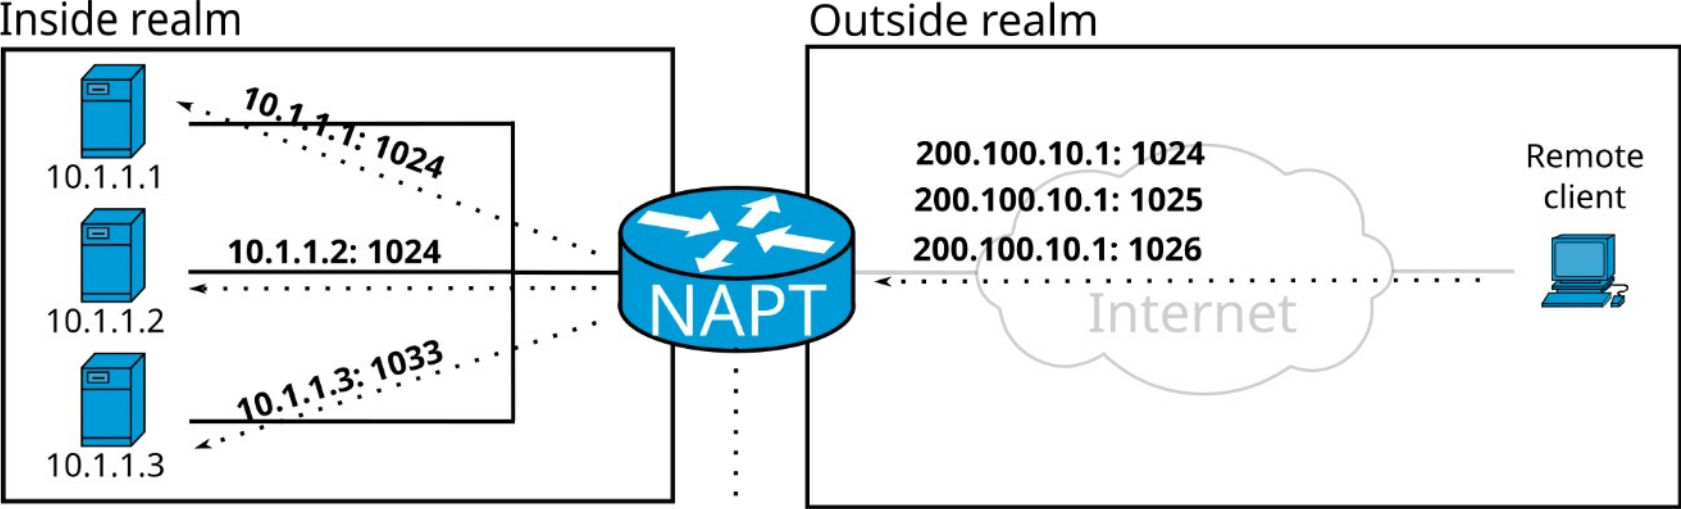 Inside realm
10.1.1.1
10.1.1.1: 1024
10.1.1.2
10.1.1.2: 1024
10.1.1.3
10.1.1.3: 1033
NAPT
Outside realm
200.100.10.1: 1024
200.100.10.1: 1025
200.100.10.1: 1026
Internet
Remote
client